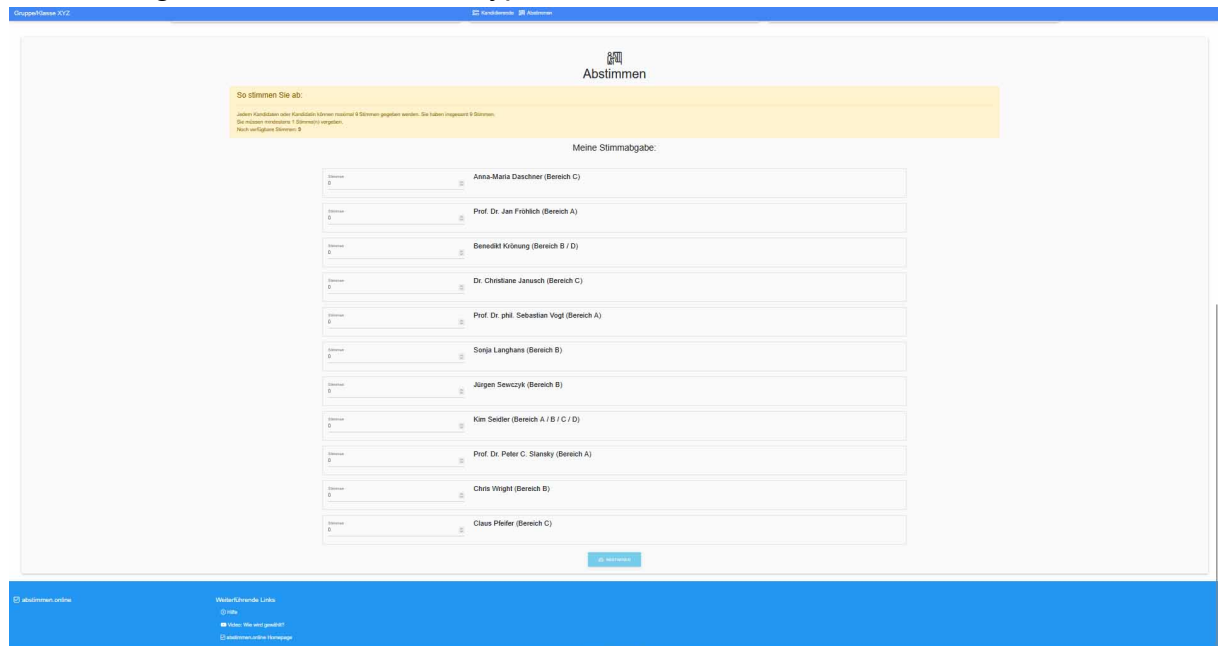 Gruppe/Klasse XYZ
Kandidierende Abstimmen
Abstimmen
So stimmen Sie ab:
Jedem Kandidaten oder Kandidatin können maximal 9 Stimmen gegeben werden. Sie haben insgesamt 9 Stimmen.
Sie müssen mindestens 1 Stimme(n) vergeben.
Noch verfügbare Stimmen: 9
Meine Stimmabgabe:
Stimmen
0
Anna-Maria Daschner (Bereich C)
Stimmen
0
Prof. Dr. Jan Fröhlich (Bereich A)
Stimmen
0
Benedikt Krönung (Bereich B / D)
Stimmen
0
Dr. Christiane Janusch (Bereich C)
Stimmen
0
Prof. Dr. phil. Sebastian Vogt (Bereich A)
Stimmen
0
Sonja Langhans (Bereich B)
Stimmen
0
Jürgen Sewczyk (Bereich B)
Stimmen
0
Kim Seidler (Bereich A / B / C / D)
Stimmen
0
Prof. Dr. Peter C. Slansky (Bereich A)
Stimmen
0
Chris Wright (Bereich B)
Stimmen
0
Claus Pfeifer (Bereich C)
abstimmen.online
Weiterführende Links
Hilfe
Video: Wie wird gewählt?
abstimmen.online Homepage